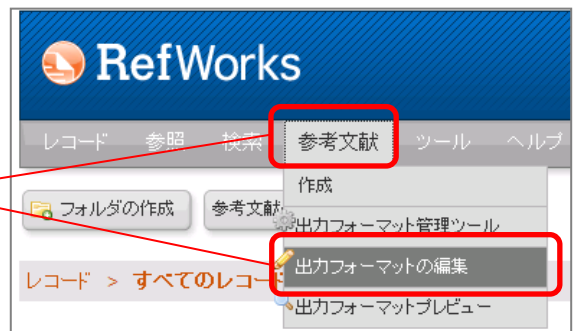 RefWorks
レコード 参照 検索 参考文献 ツール ヘルプ
作成
フォルダの作成 参考文献
出力フォーマット管理ツール
出力フォーマットの編集
レコード > すべてのレコード
出力フォーマットプレビュー